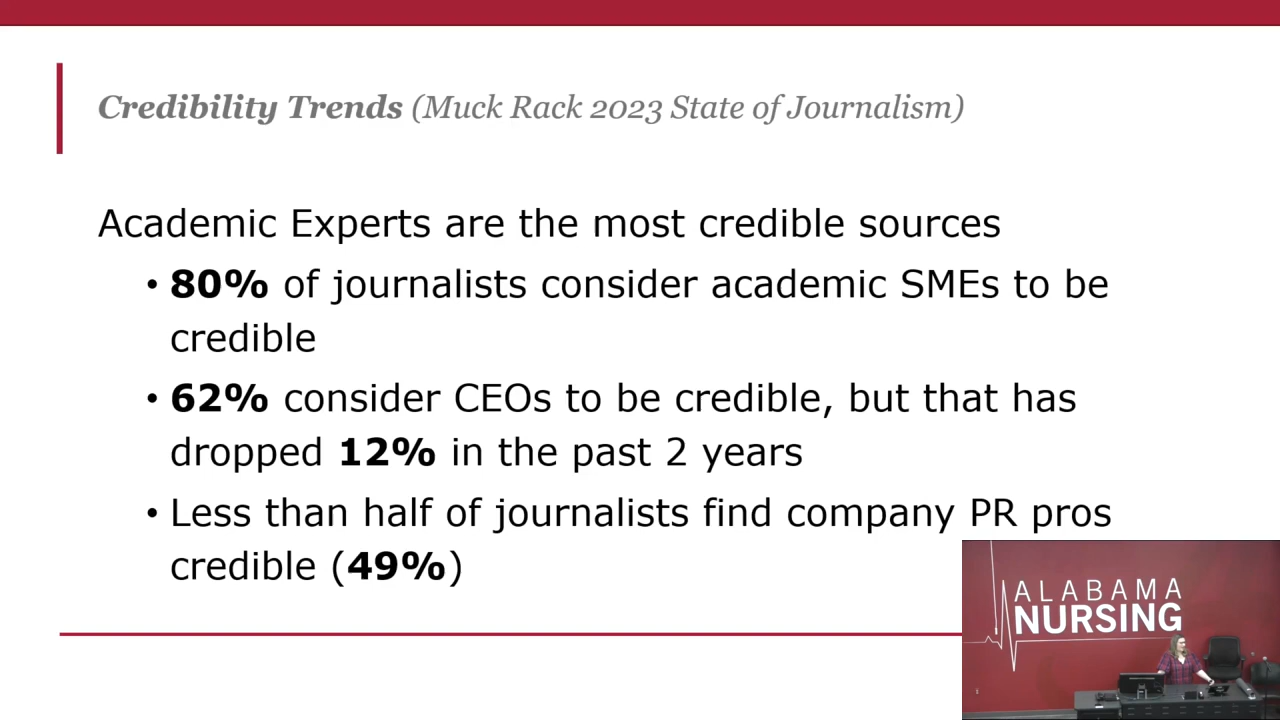 Credibility Trends (Muck Rack 2023 State of Journalism)
Academic Experts are the most credible sources
• 80% of journalists consider academic SMEs to be
credible
• 62% consider CEOs to be credible, but that has
dropped 12% in the past 2 years
• Less than half of journalists find company PR pros
credible (49%)
ALABAMA
NURSING